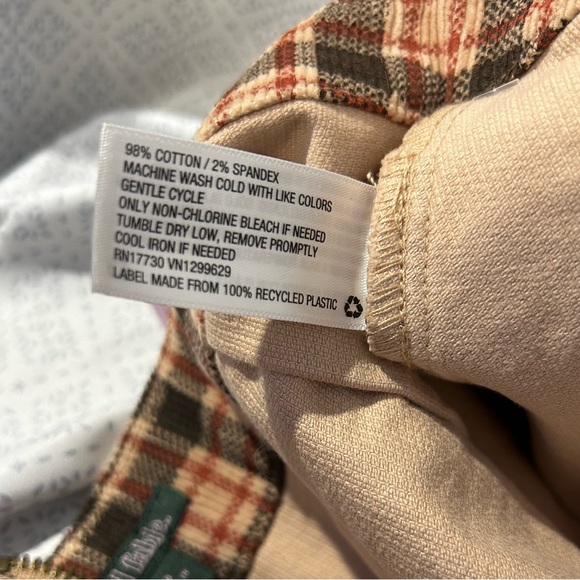 98% COTTON / 2% SPANDEX
MACHINE WASH COLD WITH LIKE COLORS
GENTLE CYCLE
ONLY NON-CHLORINE BLEACH IF NEEDED
TUMBLE DRY LOW, REMOVE PROMPTLY
COOL IRON IF NEEDED
RN17730 VN1299629
LABEL MADE FROM 100% RECYCLED PLASTIC
Fable.